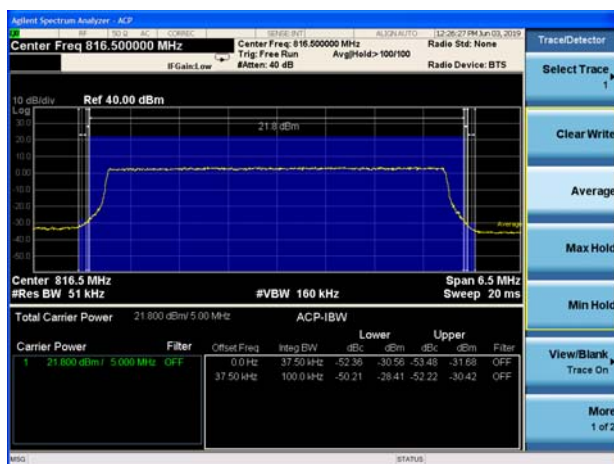 Agilent Spectrum Analyzer - ACP
RF 50 Ω AC CORREC SENSE:INT ALIGN AUTO 12:26:27 PM Jun 03, 2019
Center Freq 816.500000 MHz Center Freq: 816.500000 MHz Radio Std: None
Trig: Free Run Avg|Hold:>100/100
IFGain:Low #Atten: 40 dB Radio Device: BTS
Trace/Detector
Select Trace
1
Clear Write
Average
Max Hold
Min Hold
View/Blank
Trace On
More
1 of 2
10 dB/div Ref 40.00 dBm
Log
30.0
20.0
10.0
0.00
-10.0
-20.0
-30.0
-40.0
-50.0
21.8 dBm
Average
Center 816.5 MHz Span 6.5 MHz
#Res BW 51 kHz #VBW 160 kHz Sweep 20 ms
Total Carrier Power 21.800 dBm/ 5.00 MHz ACP-IBW
Lower Upper
Carrier Power Filter Offset Freq Integ BW dBc dBm dBc dBm Filter
1 21.800 dBm / 5.000 MHz OFF 0.0 Hz 37.50 kHz -52.36 -30.56 -53.48 -31.68 OFF
37.50 kHz 100.0 kHz -50.21 -28.41 -52.22 -30.42 OFF
MSG STATUS